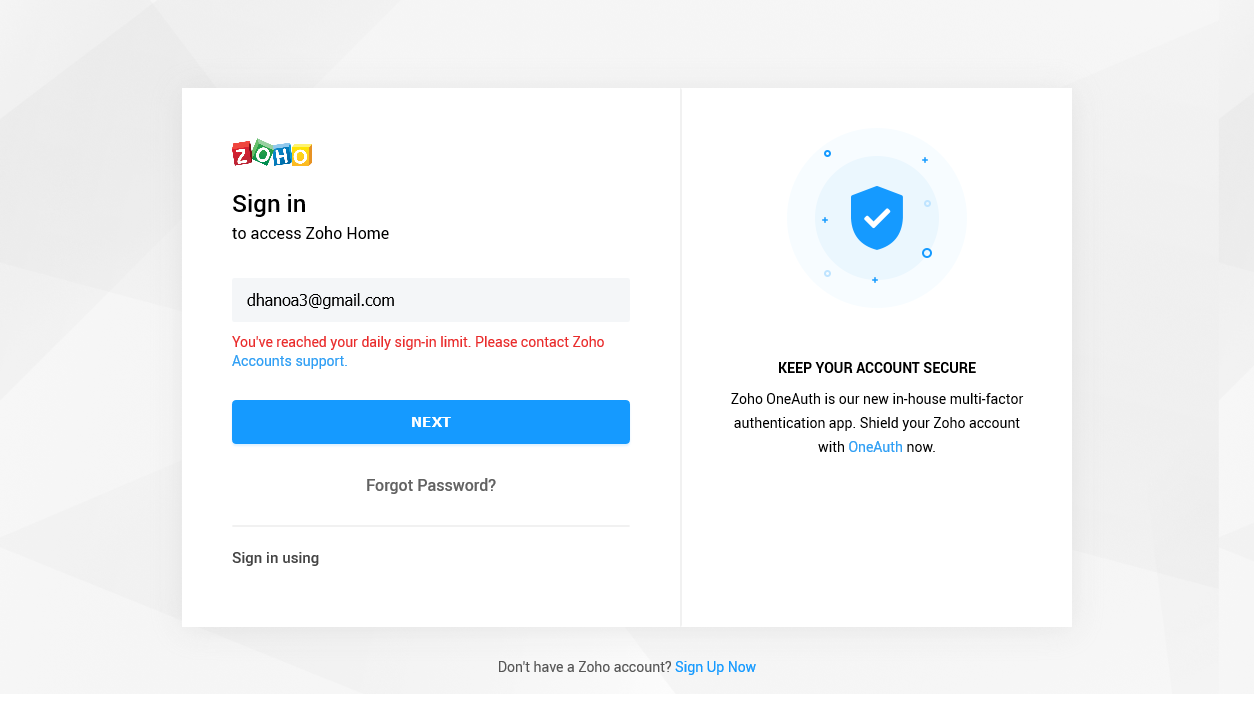 ZOHO
Sign in
to access Zoho Home
dhanoa3@gmail.com
You've reached your daily sign-in limit. Please contact Zoho
Accounts support.
NEXT
Forgot Password?
Sign in using
KEEP YOUR ACCOUNT SECURE
Zoho OneAuth is our new in-house multi-factor
authentication app. Shield your Zoho account
with OneAuth now.
Don't have a Zoho account? Sign Up Now